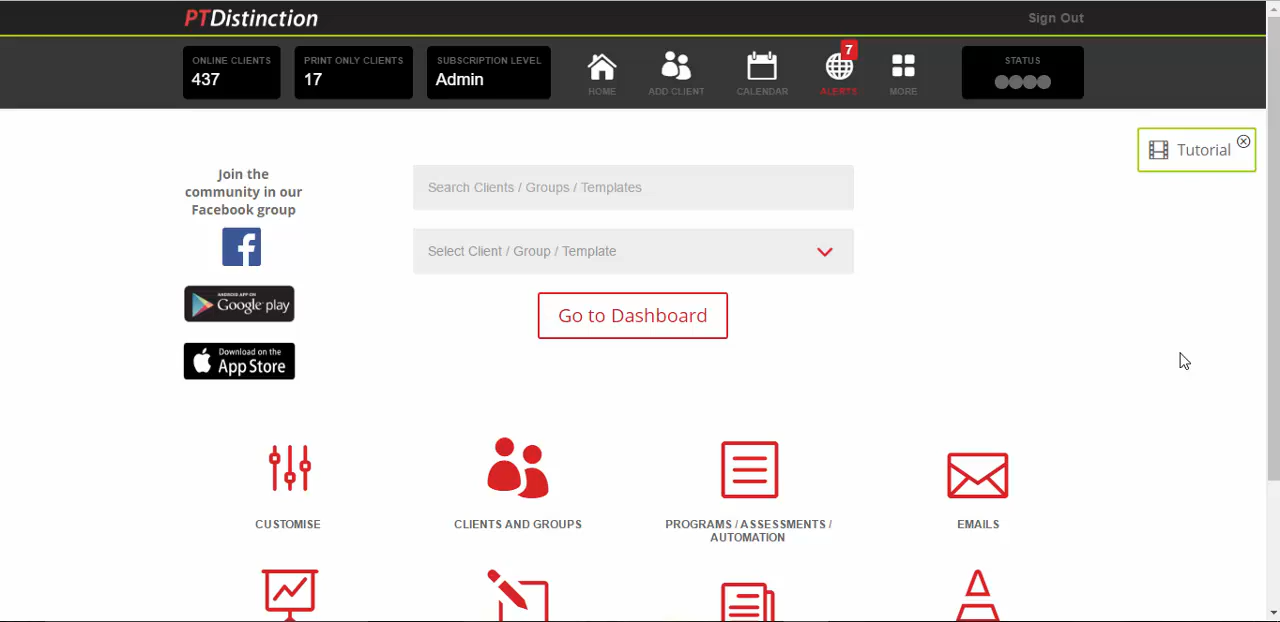 PTDistinction
Sign Out
ONLINE CLIENTS
437
PRINT ONLY CLIENTS
17
SUBSCRIPTION LEVEL
Admin
HOME
ADD CLIENT
CALENDAR
7
ALERTS
MORE
STATUS
Tutorial
Join the
community in our
Facebook group
f
ANDROID APP ON
Google play
Download on the
App Store
Search Clients / Groups / Templates
Select Client / Group / Template
Go to Dashboard
CUSTOMISE
CLIENTS AND GROUPS
PROGRAMS / ASSESSMENTS /
AUTOMATION
EMAILS